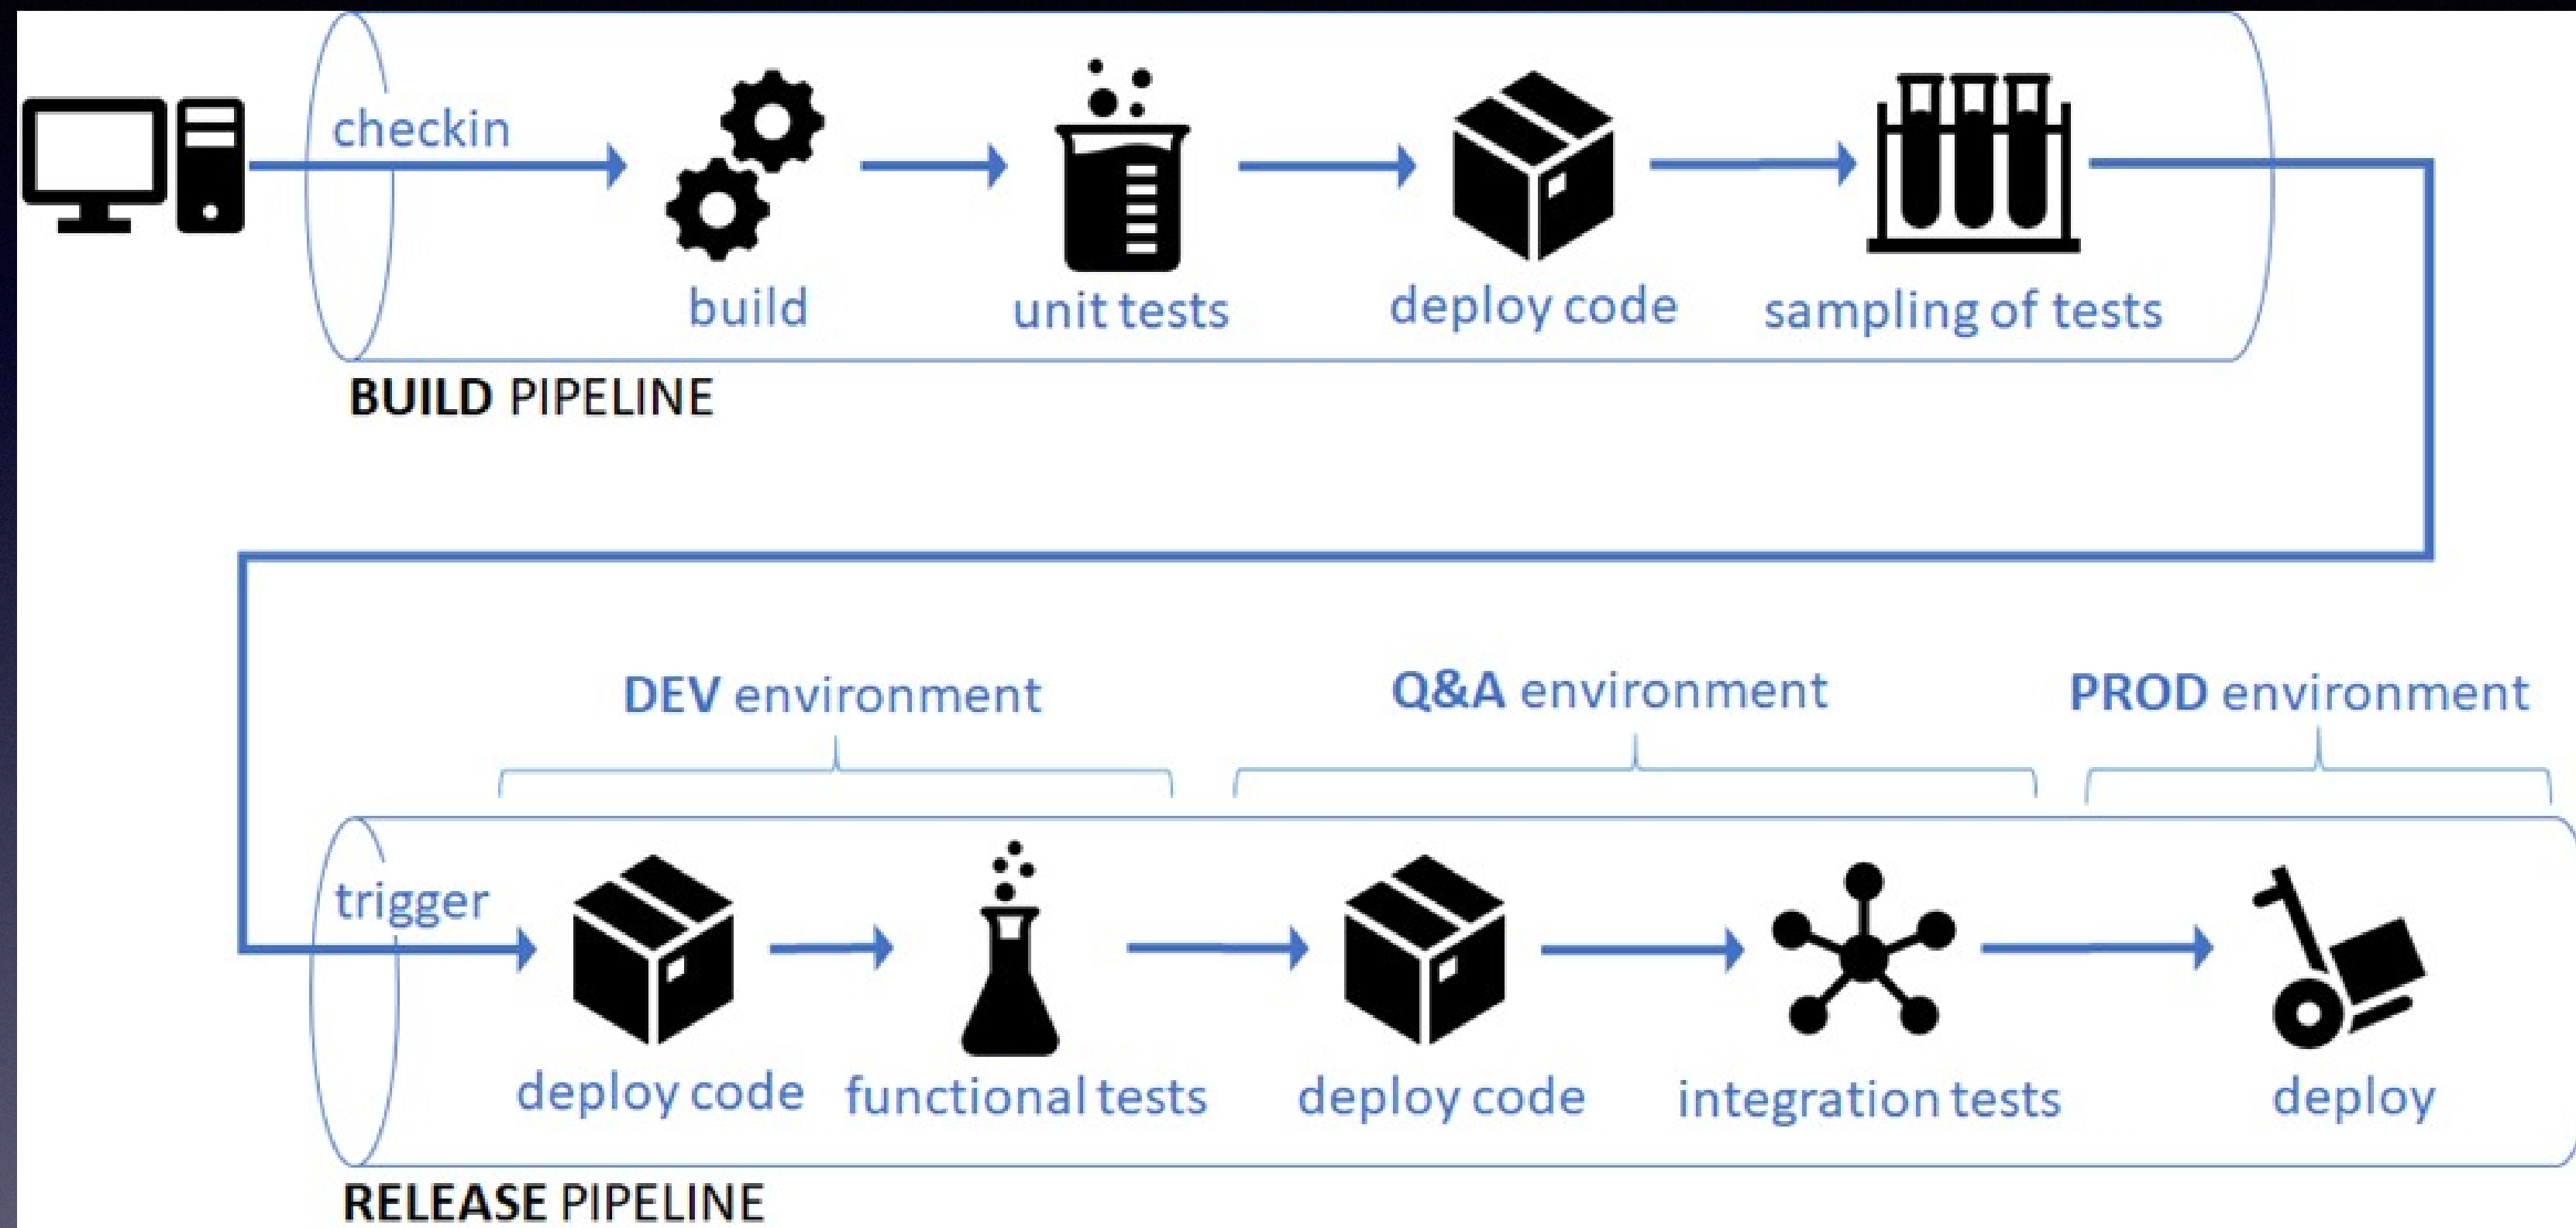 checkin
build
unit tests
deploy code
sampling of tests
BUILD PIPELINE
DEV environment
Q&A environment
PROD environment
trigger
deploy code
functional tests
deploy code
integration tests
deploy
RELEASE PIPELINE